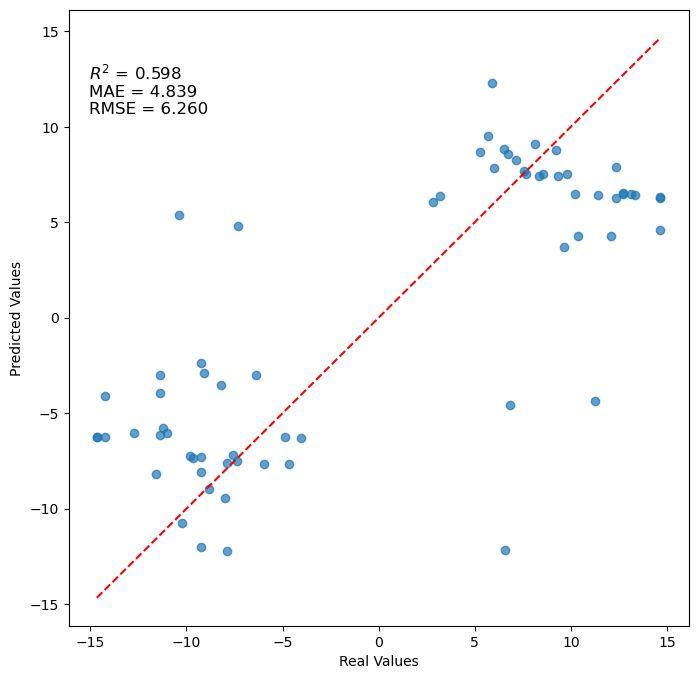 15
10
5
0
−5
−10
−15
Predicted Values
R² = 0.598
MAE = 4.839
RMSE = 6.260
−15 −10 −5 0 5 10 15
Real Values